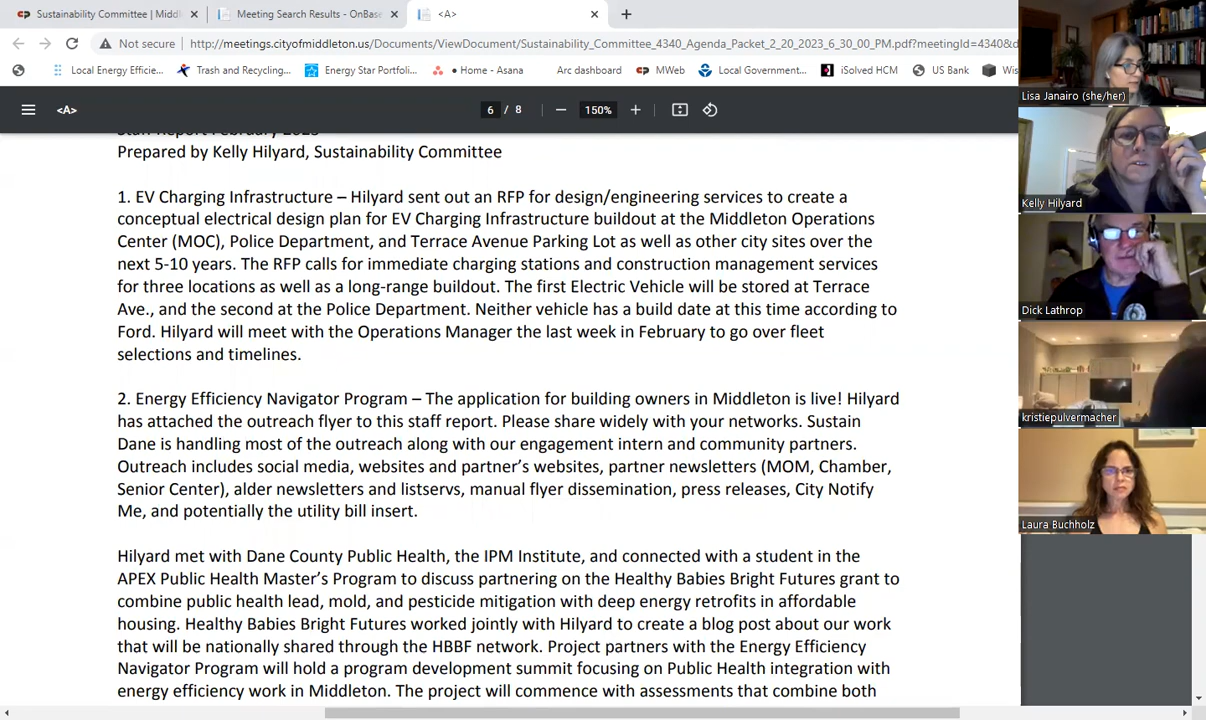 Sustainability Committee | Middl
Meeting Search Results - OnBase
<A>
Not secure
http://meetings.cityofmiddleton.us/Documents/ViewDocument/Sustainability_Committee_4340_Agenda_Packet_2_20_2023_6_30_00_PM.pdf?meetingId=4340&d
Local Energy Efficie...
Trash and Recycling...
Energy Star Portfoli...
• Home - Asana
Arc dashboard
MWeb
Local Government...
iSolved HCM
US Bank
Wis
<A>
6 / 8
150%
Staff Report February 2023
Prepared by Kelly Hilyard, Sustainability Committee
1. EV Charging Infrastructure – Hilyard sent out an RFP for design/engineering services to create a
conceptual electrical design plan for EV Charging Infrastructure buildout at the Middleton Operations
Center (MOC), Police Department, and Terrace Avenue Parking Lot as well as other city sites over the
next 5-10 years. The RFP calls for immediate charging stations and construction management services
for three locations as well as a long-range buildout. The first Electric Vehicle will be stored at Terrace
Ave., and the second at the Police Department. Neither vehicle has a build date at this time according to
Ford. Hilyard will meet with the Operations Manager the last week in February to go over fleet
selections and timelines.
2. Energy Efficiency Navigator Program – The application for building owners in Middleton is live! Hilyard
has attached the outreach flyer to this staff report. Please share widely with your networks. Sustain
Dane is handling most of the outreach along with our engagement intern and community partners.
Outreach includes social media, websites and partner's websites, partner newsletters (MOM, Chamber,
Senior Center), alder newsletters and listservs, manual flyer dissemination, press releases, City Notify
Me, and potentially the utility bill insert.
Hilyard met with Dane County Public Health, the IPM Institute, and connected with a student in the
APEX Public Health Master's Program to discuss partnering on the Healthy Babies Bright Futures grant to
combine public health lead, mold, and pesticide mitigation with deep energy retrofits in affordable
housing. Healthy Babies Bright Futures worked jointly with Hilyard to create a blog post about our work
that will be nationally shared through the HBBF network. Project partners with the Energy Efficiency
Navigator Program will hold a program development summit focusing on Public Health integration with
energy efficiency work in Middleton. The project will commence with assessments that combine both
Lisa Janairo (she/her)
Kelly Hilyard
Dick Lathrop
kristiepulvermacher
Laura Buchholz